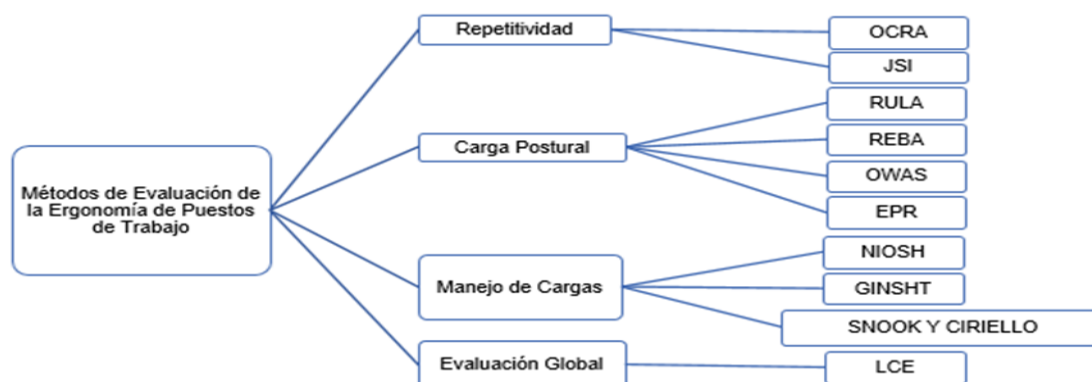 Métodos de Evaluación de
la Ergonomía de Puestos
de Trabajo
Repetitividad
OCRA
JSI
Carga Postural
RULA
REBA
OWAS
EPR
Manejo de Cargas
NIOSH
GINSHT
SNOOK Y CIRIELLO
Evaluación Global
LCE